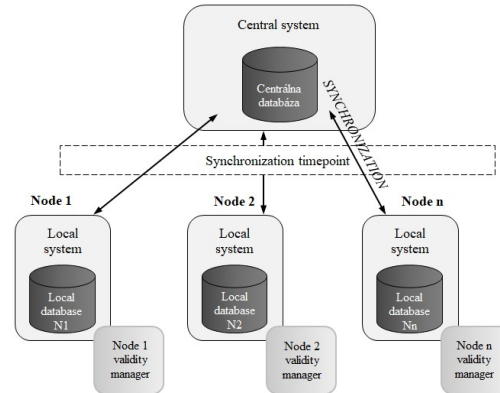 Central system
Centrálna
databáza
SYNCHRONIZATION
Synchronization timepoint
Node 1
Node 2
Node n
Local
system
Local
system
Local
system
Local
database
N1
Local
database
N2
Local
database
Nn
Node 1
validity
manager
Node 2
validity
manager
Node n
validity
manager